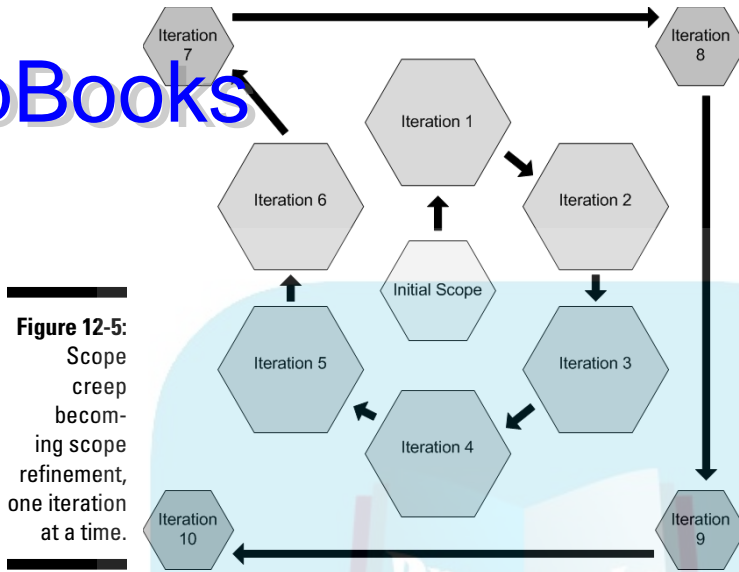 Iteration
7
Iteration
8
oBooks
Iteration 1
Iteration 6
Iteration 2
Initial Scope
Iteration 5
Iteration 3
Iteration 4
Iteration
10
Iteration
9
Figure 12-5:
Scope
creep
becom-
ing scope
refinement,
one iteration
at a time.